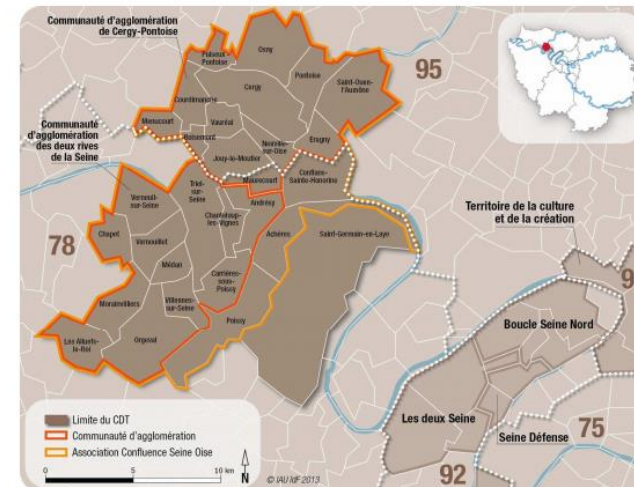 Communauté d'agglomération
de Cergy-Pontoise
95
Puiseux
Pontoise
Osny
Cergy
Pontoise
Saint-Ouen-
l'Aumône
Courdimanche
Menucourt
Vauréal
Boisemont
Neuville-
sur-Oise
Eragny
Jouy-le-Moutier
Communauté
d'agglomération
des deux rives
de la Seine
Maurecourt
Conflans-
Sainte-Honorine
Triel-
sur-Seine
Andrésy
Verneuil-
sur-Seine
Chanteloup-
les-Vignes
Chapet
Vernouillet
Achères
Saint-Germain-en-Laye
78
Médan
Carrières-
sous-
Poissy
Morainvilliers
Villennes-
sur-Seine
Poissy
Les Alluets-
le-Roi
Orgeval
Territoire de la culture
et de la création
9
Boucle Seine Nord
Les deux Seine
Seine Défense
75
92
Limite du CDT
Communauté d'agglomération
Association Confluence Seine Oise
0 5 10 km
N
© IAU îdF 2013